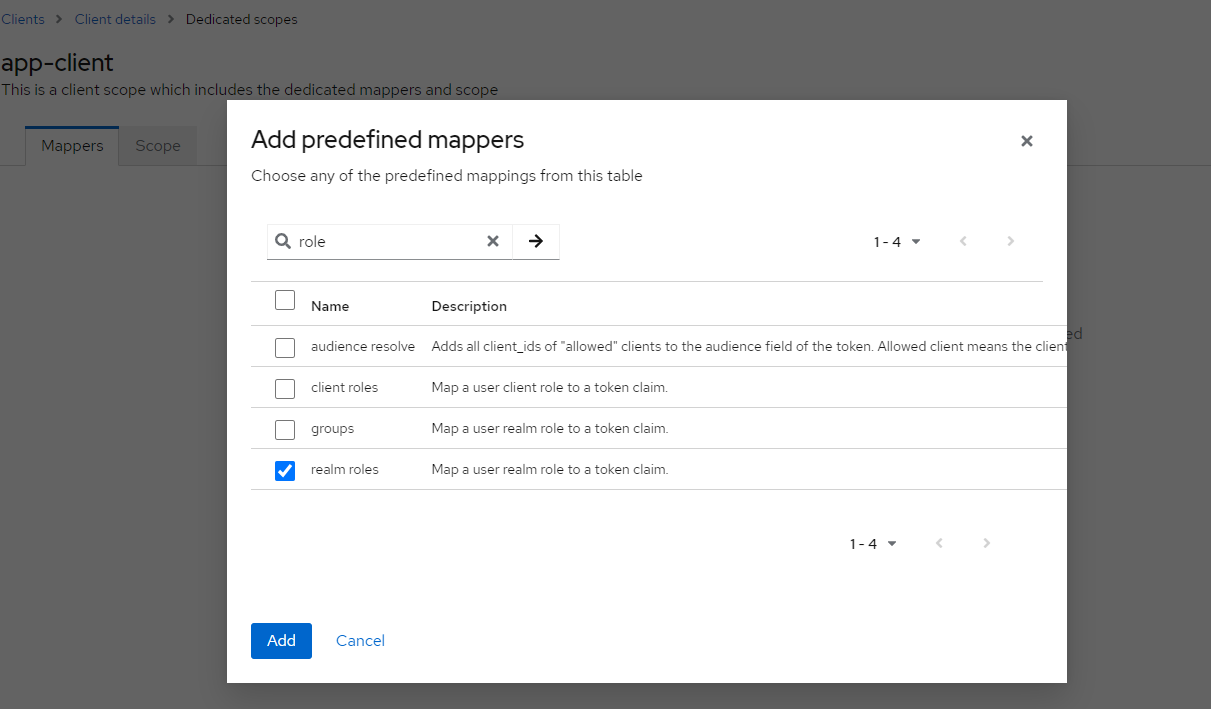 Clients > Client details > Dedicated scopes
app-client
This is a client scope which includes the dedicated mappers and scope
Mappers Scope
Add predefined mappers
Choose any of the predefined mappings from this table
role
1 - 4
Name Description
audience resolve Adds all client_ids of "allowed" clients to the audience field of the token. Allowed client means the client
ed
client roles Map a user client role to a token claim.
groups Map a user realm role to a token claim.
realm roles Map a user realm role to a token claim.
1 - 4
Add Cancel